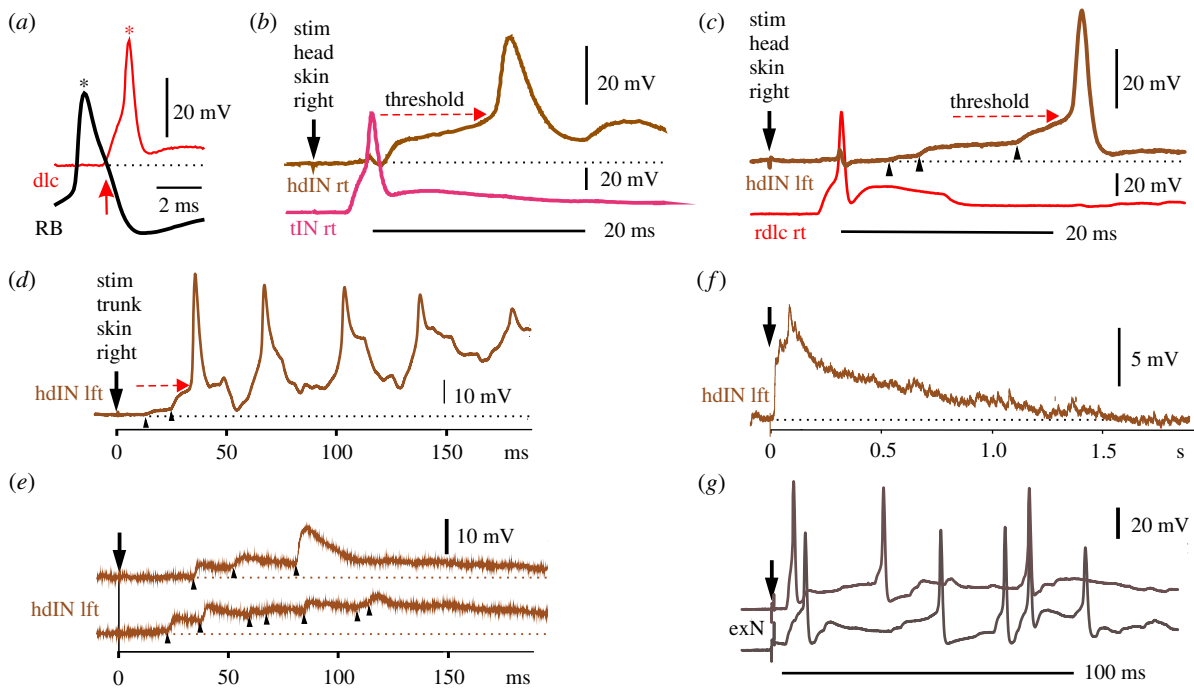 (a)
*
*
20 mV
dlc
RB
2 ms
(b)
stim
head
skin
right
threshold
20 mV
hdIN rt
20 mV
tIN rt
20 ms
(c)
stim
head
skin
right
threshold
20 mV
hdIN lft
20 mV
rdlc rt
20 ms
(d)
stim
trunk
skin
right
hdIN lft
10 mV
0 50 100 150 ms
(f)
5 mV
hdIN lft
0 0.5 1.0 1.5 s
(e)
10 mV
hdIN lft
0 50 100 150 ms
(g)
20 mV
exN
100 ms